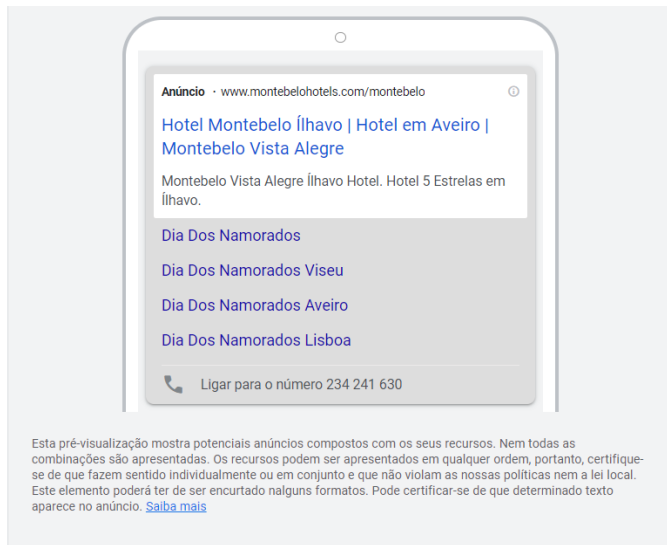 Anúncio · www.montebelohotels.com/montebelo
Hotel Montebelo Ílhavo | Hotel em Aveiro |
Montebelo Vista Alegre
Montebelo Vista Alegre Ílhavo Hotel. Hotel 5 Estrelas em
Ílhavo.
Dia Dos Namorados
Dia Dos Namorados Viseu
Dia Dos Namorados Aveiro
Dia Dos Namorados Lisboa
Ligar para o número 234 241 630
Esta pré-visualização mostra potenciais anúncios compostos com os seus recursos. Nem todas as
combinações são apresentadas. Os recursos podem ser apresentados em qualquer ordem, portanto, certifique-
se de que fazem sentido individualmente ou em conjunto e que não violam as nossas políticas nem a lei local.
Este elemento poderá ter de ser encurtado nalguns formatos. Pode certificar-se de que determinado texto
aparece no anúncio. Saiba mais